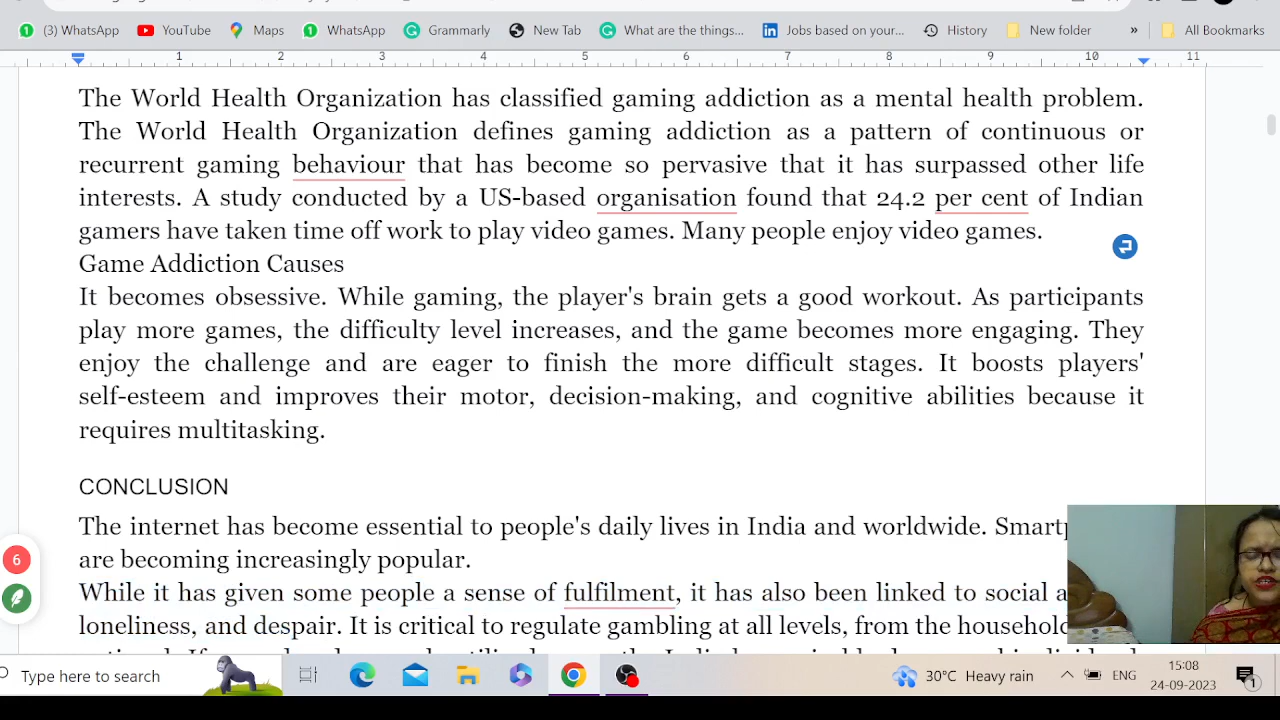 (3) WhatsApp YouTube Maps WhatsApp Grammarly New Tab What are the things... Jobs based on your... History New folder » All Bookmarks
1 2 3 4 5 6 7 8 9 10 11
The World Health Organization has classified gaming addiction as a mental health problem.
The World Health Organization defines gaming addiction as a pattern of continuous or
recurrent gaming behaviour that has become so pervasive that it has surpassed other life
interests. A study conducted by a US-based organisation found that 24.2 per cent of Indian
gamers have taken time off work to play video games. Many people enjoy video games.
Game Addiction Causes
It becomes obsessive. While gaming, the player's brain gets a good workout. As participants
play more games, the difficulty level increases, and the game becomes more engaging. They
enjoy the challenge and are eager to finish the more difficult stages. It boosts players'
self-esteem and improves their motor, decision-making, and cognitive abilities because it
requires multitasking.
CONCLUSION
The internet has become essential to people's daily lives in India and worldwide.
are becoming increasingly popular.
6
While it has given some people a sense of fulfilment, it has also been linked to social
loneliness, and despair. It is critical to regulate gambling at all levels, from the household
Type here to search
30°C Heavy rain
ENG
15:08
24-09-2023
1